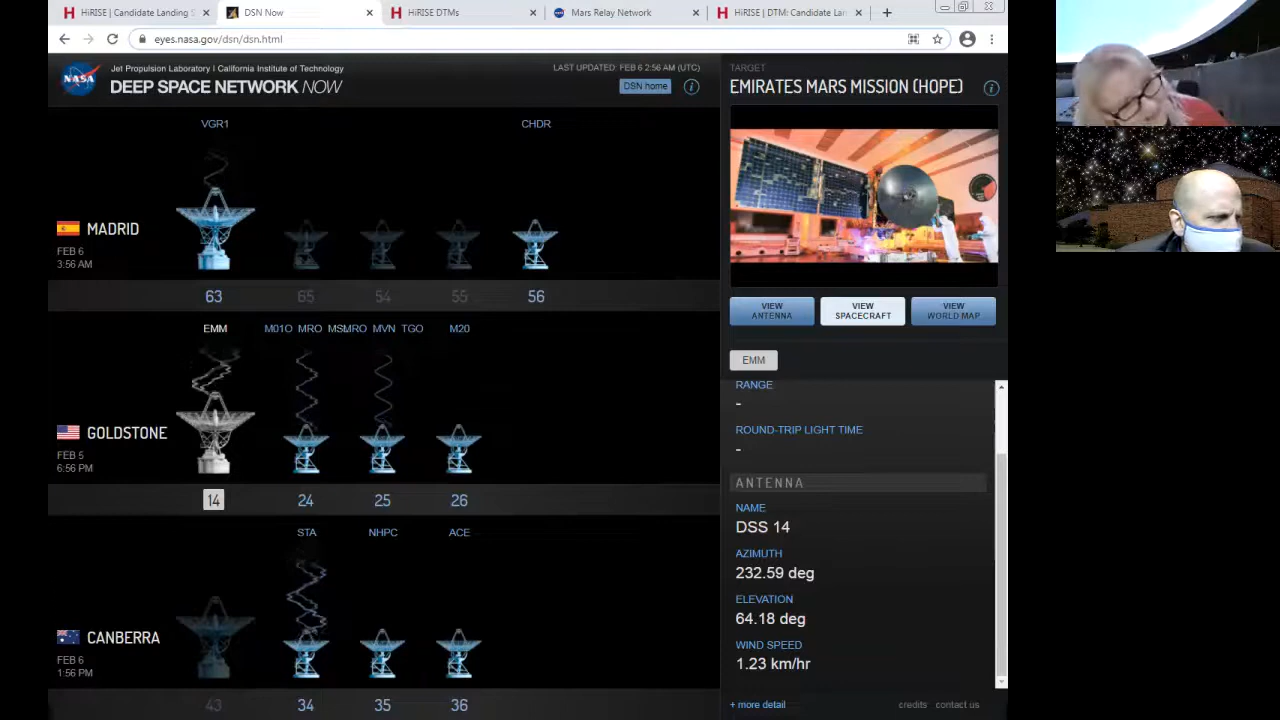 HiRISE | Candidate Landing S
DSN Now
HiRISE DTMs
Mars Relay Network
HiRISE | DTM: Candidate Lan
eyes.nasa.gov/dsn/dsn.html
NASA
Jet Propulsion Laboratory | California Institute of Technology
DEEP SPACE NETWORK NOW
LAST UPDATED: FEB 6 2:56 AM (UTC)
DSN home
VGR1 CHDR
MADRID
FEB 6
3:56 AM
63 65 54 55 56
EMM M01O MRO MSLMRO MVN TGO M20
GOLDSTONE
FEB 5
6:56 PM
14 24 25 26
STA NHPC ACE
CANBERRA
FEB 6
1:56 PM
43 34 35 36
TARGET
EMIRATES MARS MISSION (HOPE)
VIEW ANTENNA
VIEW SPACECRAFT
VIEW WORLD MAP
EMM
RANGE
-
ROUND-TRIP LIGHT TIME
-
ANTENNA
NAME
DSS 14
AZIMUTH
232.59 deg
ELEVATION
64.18 deg
WIND SPEED
1.23 km/hr
+ more detail
credits contact us